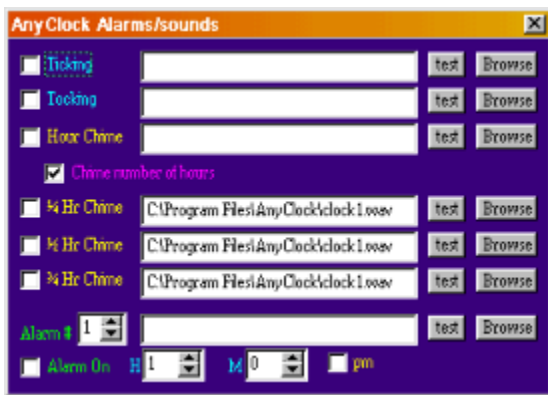 AnyClock Alarms/sounds
Ticking test Browse
Tocking test Browse
Hour Chime test Browse
Chime number of hours
¼ Hr Chime C:\Program Files\AnyClock\clock1.wav test Browse
½ Hr Chime C:\Program Files\AnyClock\clock1.wav test Browse
¾ Hr Chime C:\Program Files\AnyClock\clock1.wav test Browse
Alarm # 1 test Browse
Alarm On H 1 M 0 pm